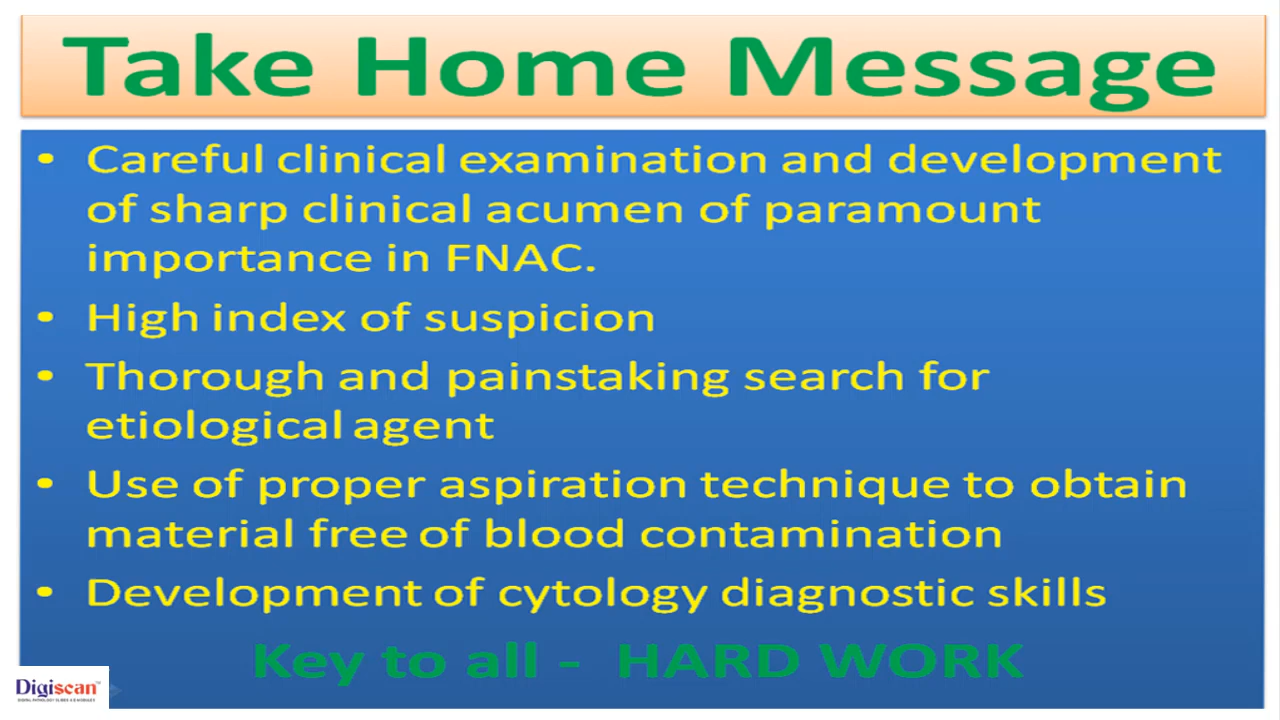 Take Home Message
• Careful clinical examination and development
of sharp clinical acumen of paramount
importance in FNAC.
• High index of suspicion
• Thorough and painstaking search for
etiological agent
• Use of proper aspiration technique to obtain
material free of blood contamination
• Development of cytology diagnostic skills
Key to all - HARD WORK
Digiscan™